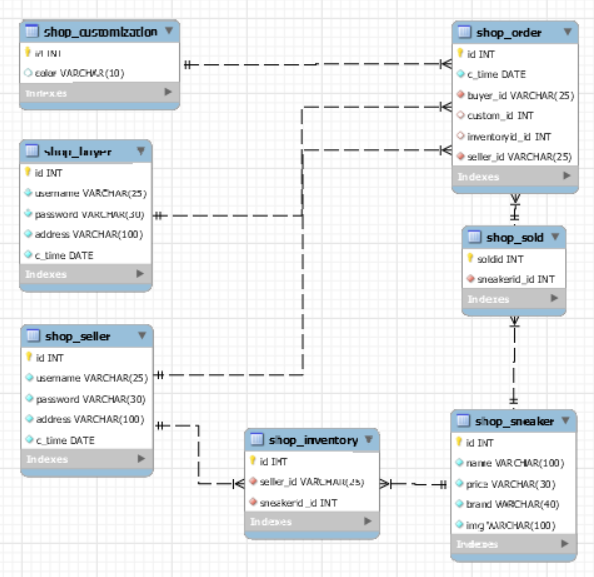 shop_customization
id INT
color VARCHAR(10)
Indexes
shop_buyer
id INT
username VARCHAR(25)
password VARCHAR(30)
address VARCHAR(100)
c_time DATE
Indexes
shop_seller
id INT
username VARCHAR(25)
password VARCHAR(30)
address VARCHAR(100)
c_time DATE
Indexes
shop_inventory
id INT
seller_id VARCHAR(25)
sneakerid_id INT
Indexes
shop_order
id INT
c_time DATE
buyer_id VARCHAR(25)
custom_id INT
inventoryid_id INT
seller_id VARCHAR(25)
Indexes
shop_sold
soldid INT
sneakerid_id INT
Indexes
shop_sneaker
id INT
name VARCHAR(100)
price VARCHAR(30)
brand VARCHAR(40)
img VARCHAR(100)
Indexes